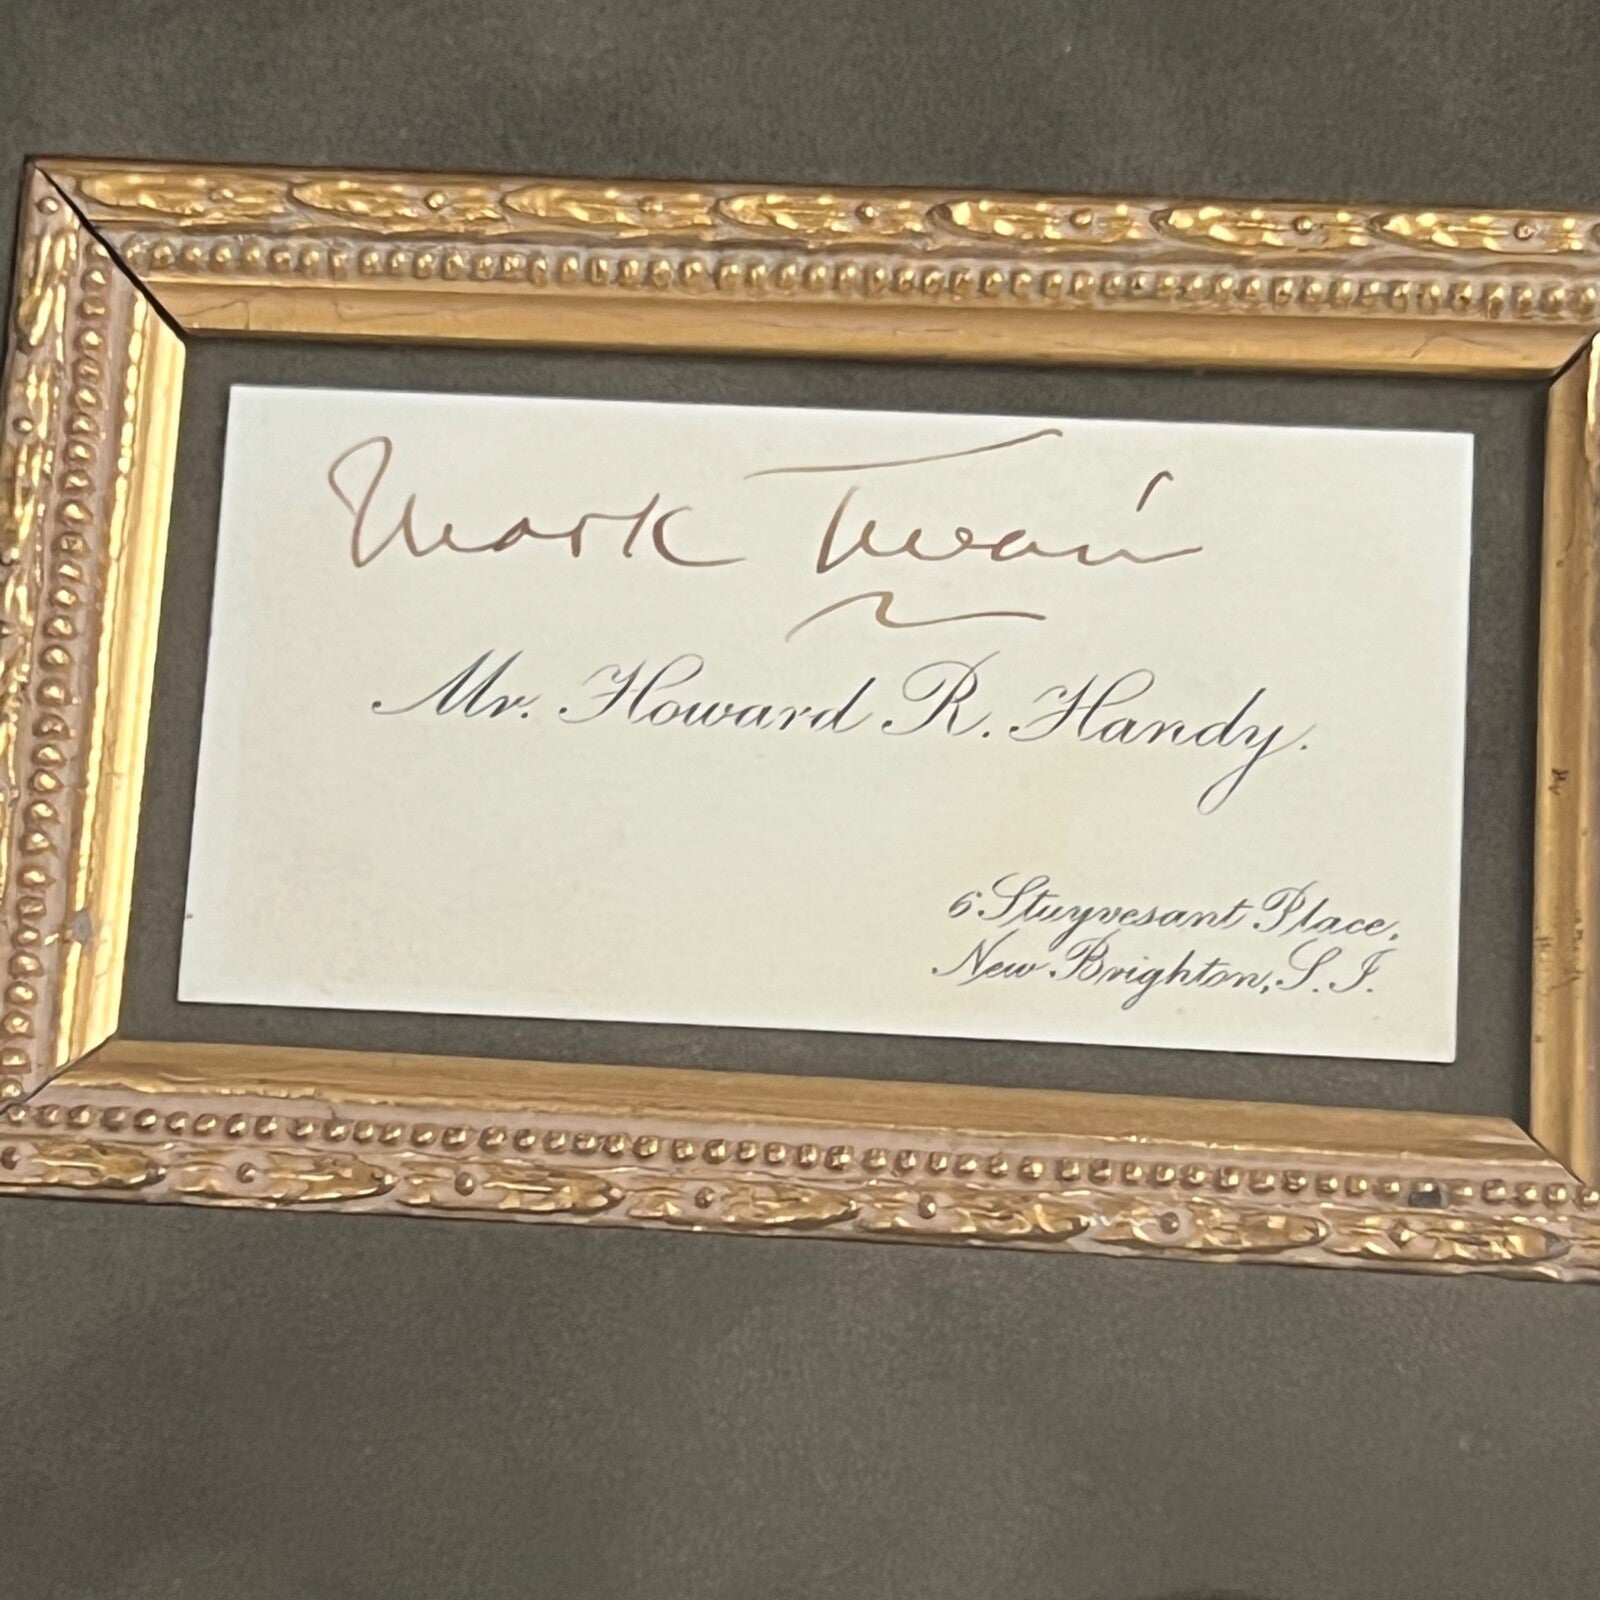 Mark Twain
Mr. Howard R. Handy.
6 Stuyvesant Place,
New Brighton, S. I.